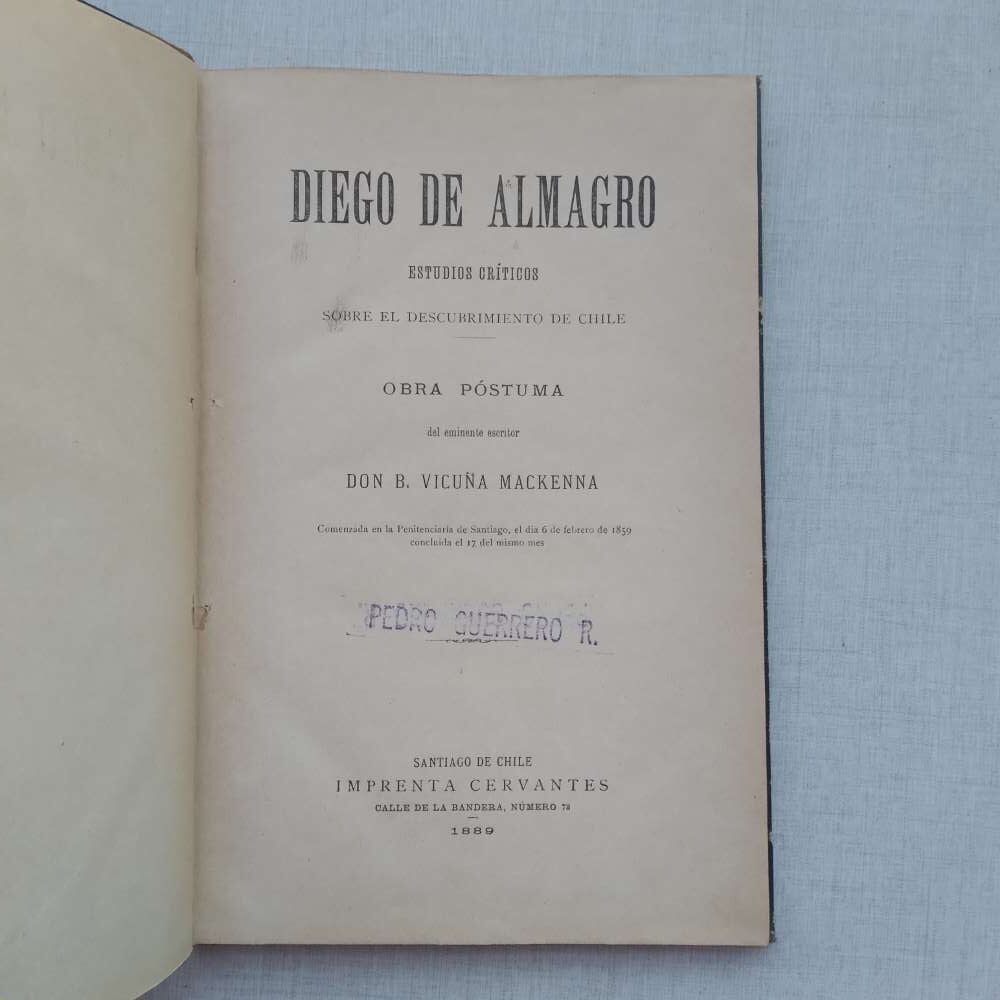 DIEGO DE ALMAGRO
ESTUDIOS CRÍTICOS
SOBRE EL DESCUBRIMIENTO DE CHILE
OBRA PÓSTUMA
del eminente escritor
DON B. VICUÑA MACKENNA
Comenzada en la Penitenciaría de Santiago, el dia 6 de febrero de 1859
concluida el 17 del mismo mes
PEDRO GUERRERO R.
SANTIAGO DE CHILE
IMPRENTA CERVANTES
CALLE DE LA BANDERA, NÚMERO 73
1889